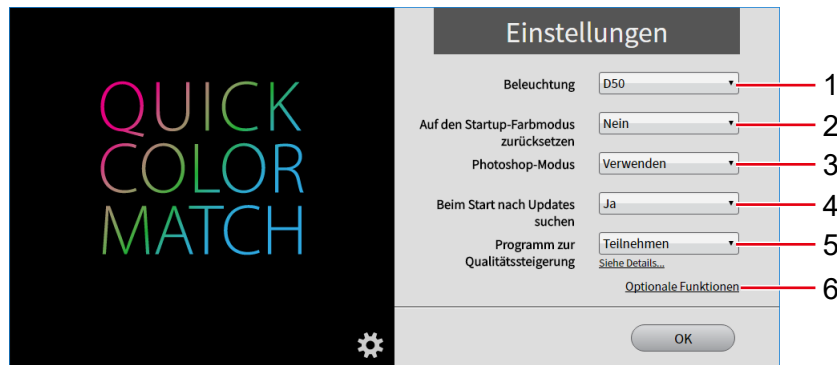 QUICK
COLOR
MATCH
Einstellungen
Beleuchtung D50 1
Auf den Startup-Farbmodus
zurücksetzen Nein 2
Photoshop-Modus Verwenden 3
Beim Start nach Updates
suchen Ja 4
Programm zur
Qualitätssteigerung Teilnehmen 5
Siehe Details...
Optionale Funktionen 6
OK